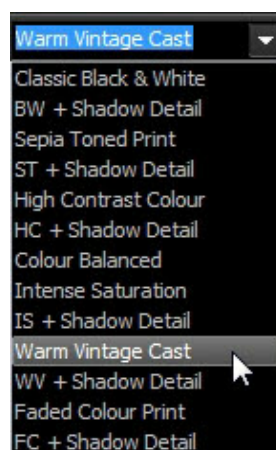 Warm Vintage Cast
Classic Black & White
BW + Shadow Detail
Sepia Toned Print
ST + Shadow Detail
High Contrast Colour
HC + Shadow Detail
Colour Balanced
Intense Saturation
IS + Shadow Detail
Warm Vintage Cast
WV + Shadow Detail
Faded Colour Print
FC + Shadow Detail